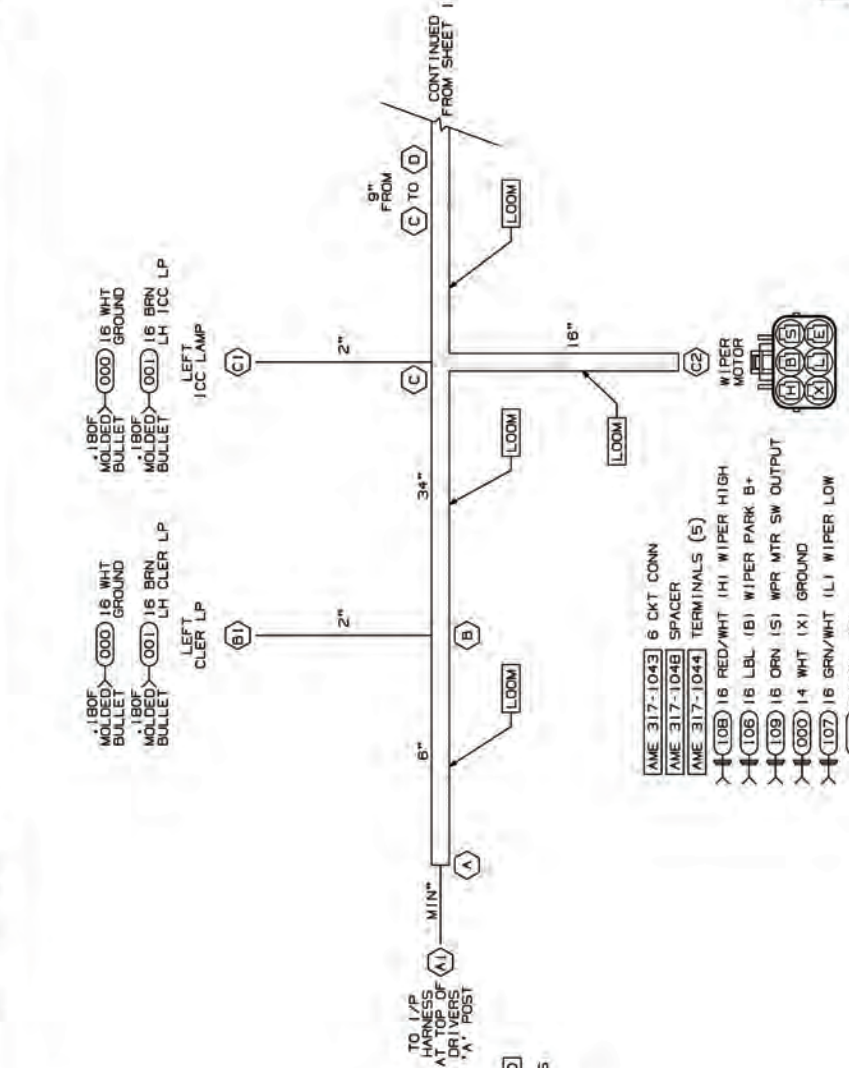 .180F
MOLDED
BULLET
000
16 WHT
GROUND
.180F
MOLDED
BULLET
001
16 BRN
LH CLER LP
LEFT
CLER LP
B1
2"
.180F
MOLDED
BULLET
000
16 WHT
GROUND
.180F
MOLDED
BULLET
001
16 BRN
LH ICC LP
LEFT
ICC LAMP
C1
2"
CONTINUED
FROM SHEET 1
9"
FROM
C TO D
TO I/P
HARNESS
AT TOP OF
DRIVERS
"A" POST
A1
MIN"
A
6"
B
34"
C
LOOM
LOOM
LOOM
LOOM
16"
C2
WIPER
MOTOR
H B S
X L E
AME 317-1043 6 CKT CONN
AME 317-1048 SPACER
AME 317-1044 TERMINALS (5)
108 16 RED/WHT (H) WIPER HIGH
106 16 LBL (B) WIPER PARK B+
109 16 ORN (S) WPR MTR SW OUTPUT
000 14 WHT (X) GROUND
107 16 GRN/WHT (L) WIPER LOW